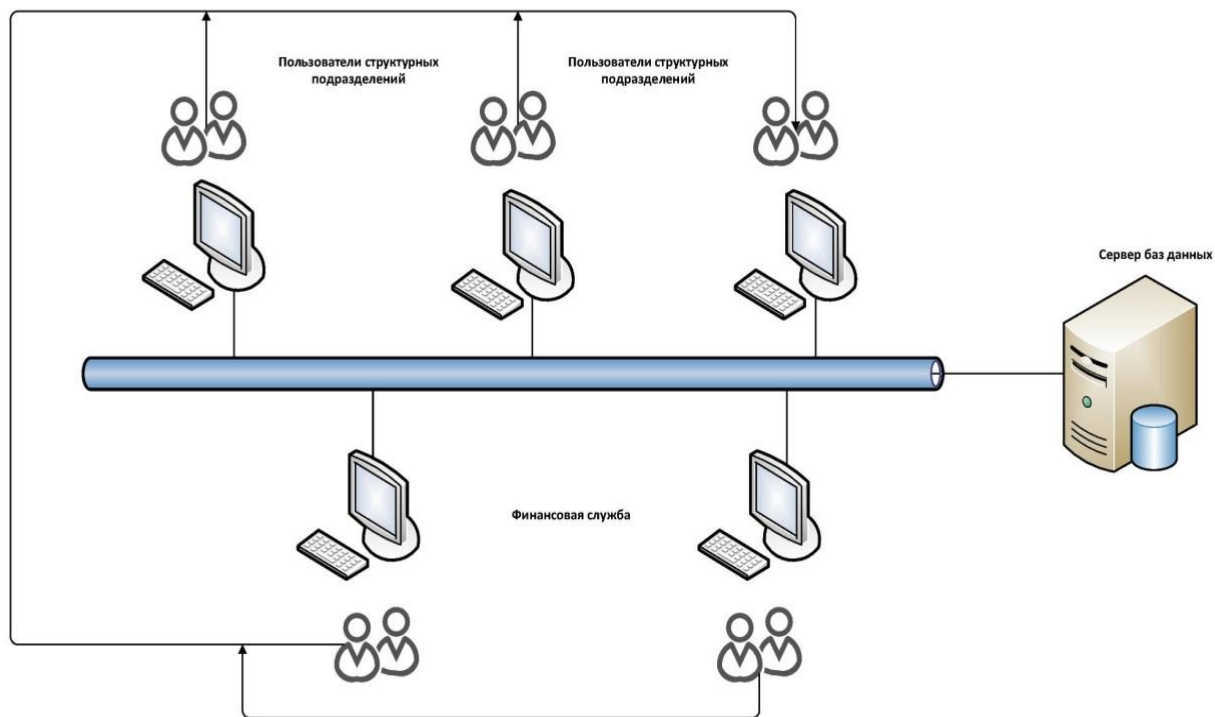 Пользователи структурных
подразделений
Пользователи структурных
подразделений
Сервер баз данных
Финансовая служба